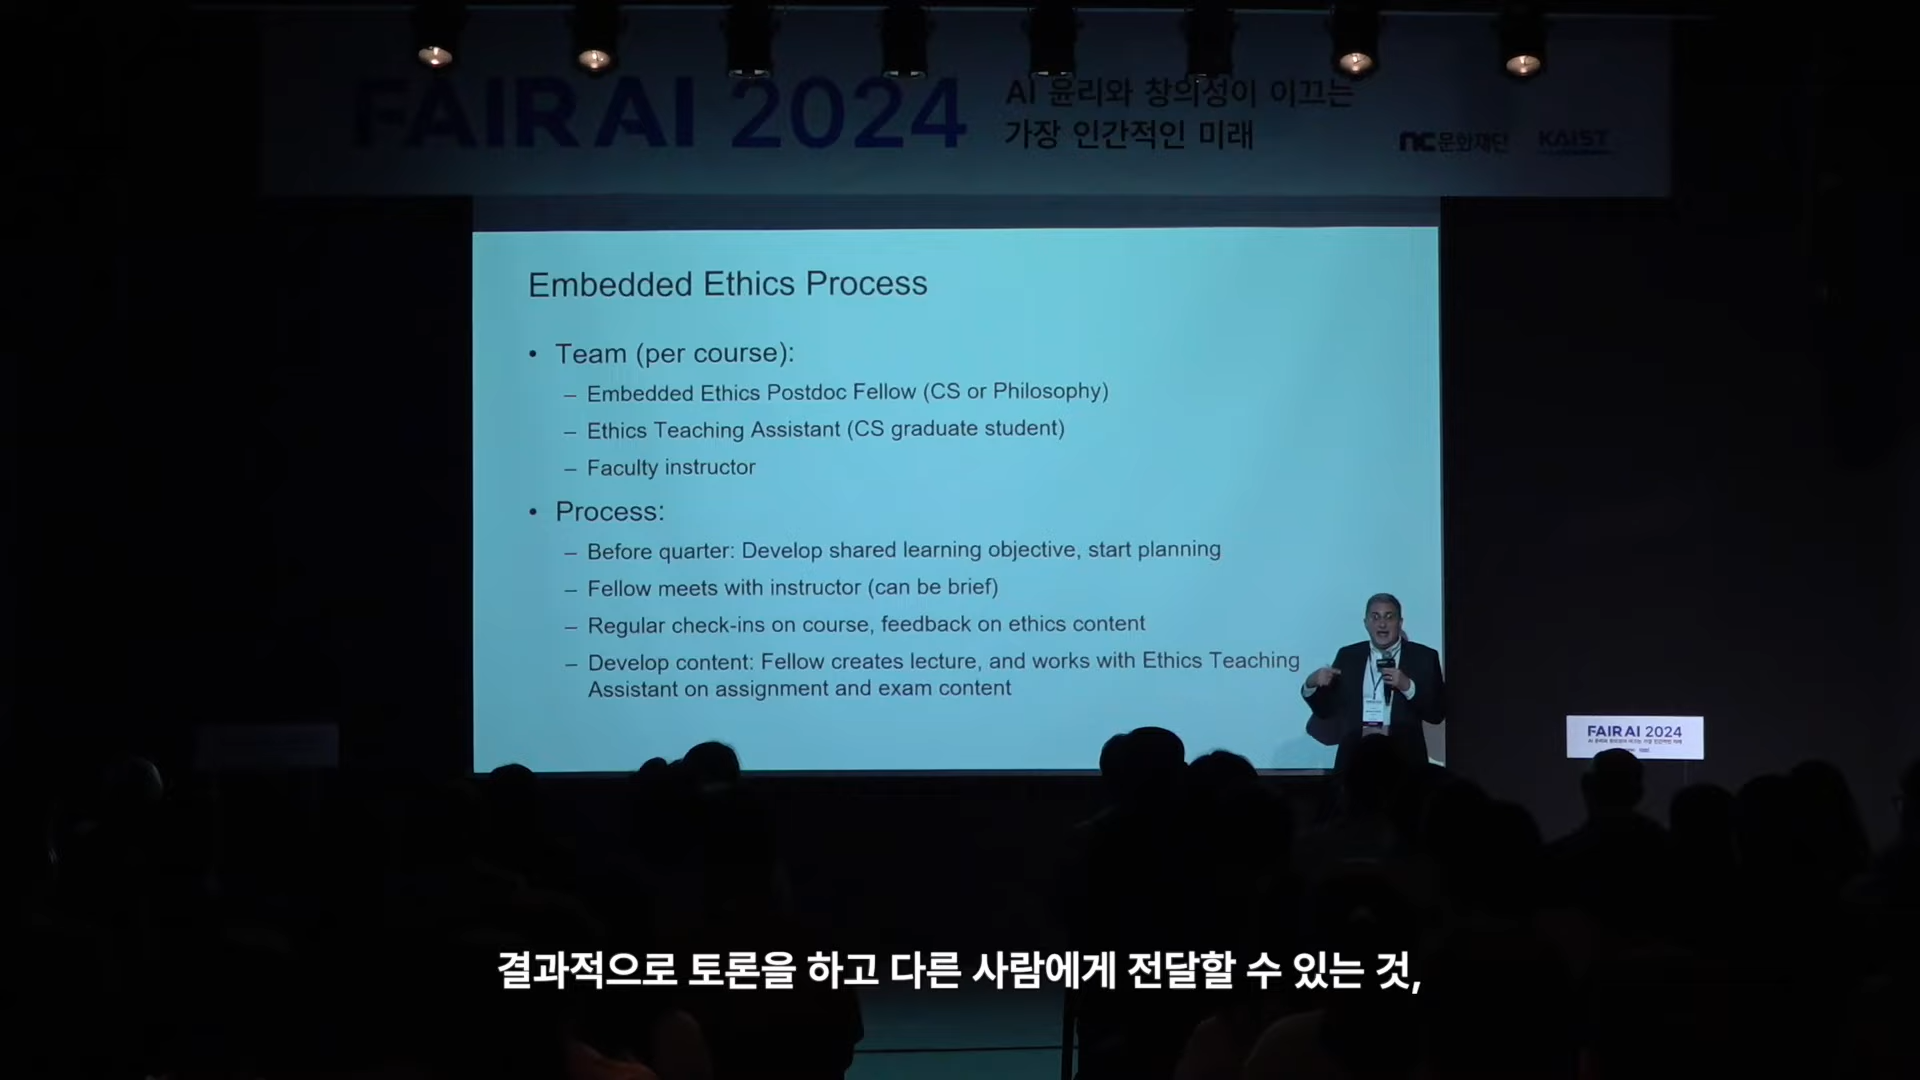 FAIR AI 2024
AI 윤리와 창의성이 이끄는
가장 인간적인 미래
nc문화재단
KAIST
Embedded Ethics Process
• Team (per course):
– Embedded Ethics Postdoc Fellow (CS or Philosophy)
– Ethics Teaching Assistant (CS graduate student)
– Faculty instructor
• Process:
– Before quarter: Develop shared learning objective, start planning
– Fellow meets with instructor (can be brief)
– Regular check-ins on course, feedback on ethics content
– Develop content: Fellow creates lecture, and works with Ethics Teaching
Assistant on assignment and exam content
FAIR AI 2024
결과적으로 토론을 하고 다른 사람에게 전달할 수 있는 것,